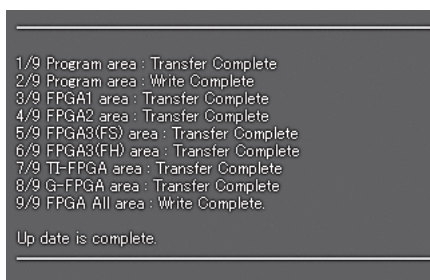 1/9 Program area : Transfer Complete
2/9 Program area : Write Complete
3/9 FPGA1 area : Transfer Complete
4/9 FPGA2 area : Transfer Complete
5/9 FPGA3(FS) area : Transfer Complete
6/9 FPGA3(FH) area : Transfer Complete
7/9 TI-FPGA area : Transfer Complete
8/9 G-FPGA area : Transfer Complete
9/9 FPGA All area : Write Complete.
Up date is complete.